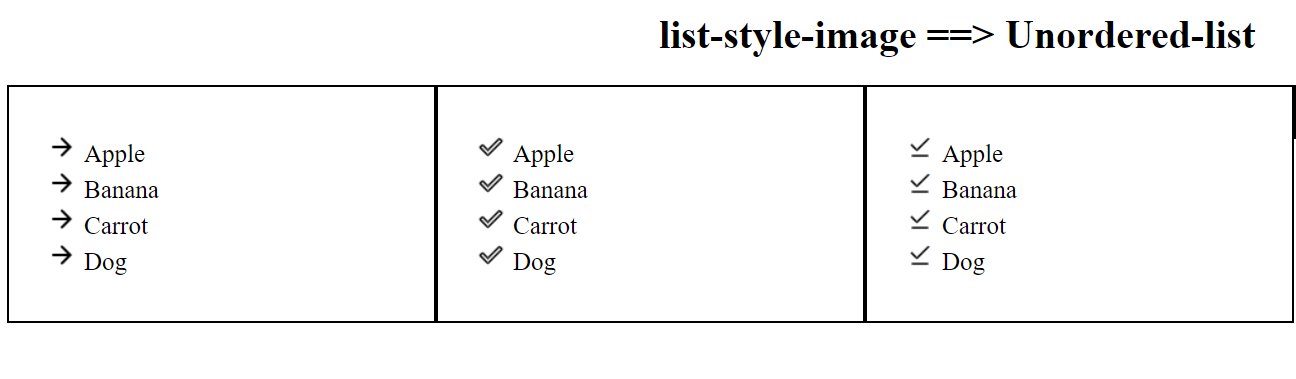 list-style-image ==> Unordered-list
Apple
Banana
Carrot
Dog
Apple
Banana
Carrot
Dog
Apple
Banana
Carrot
Dog